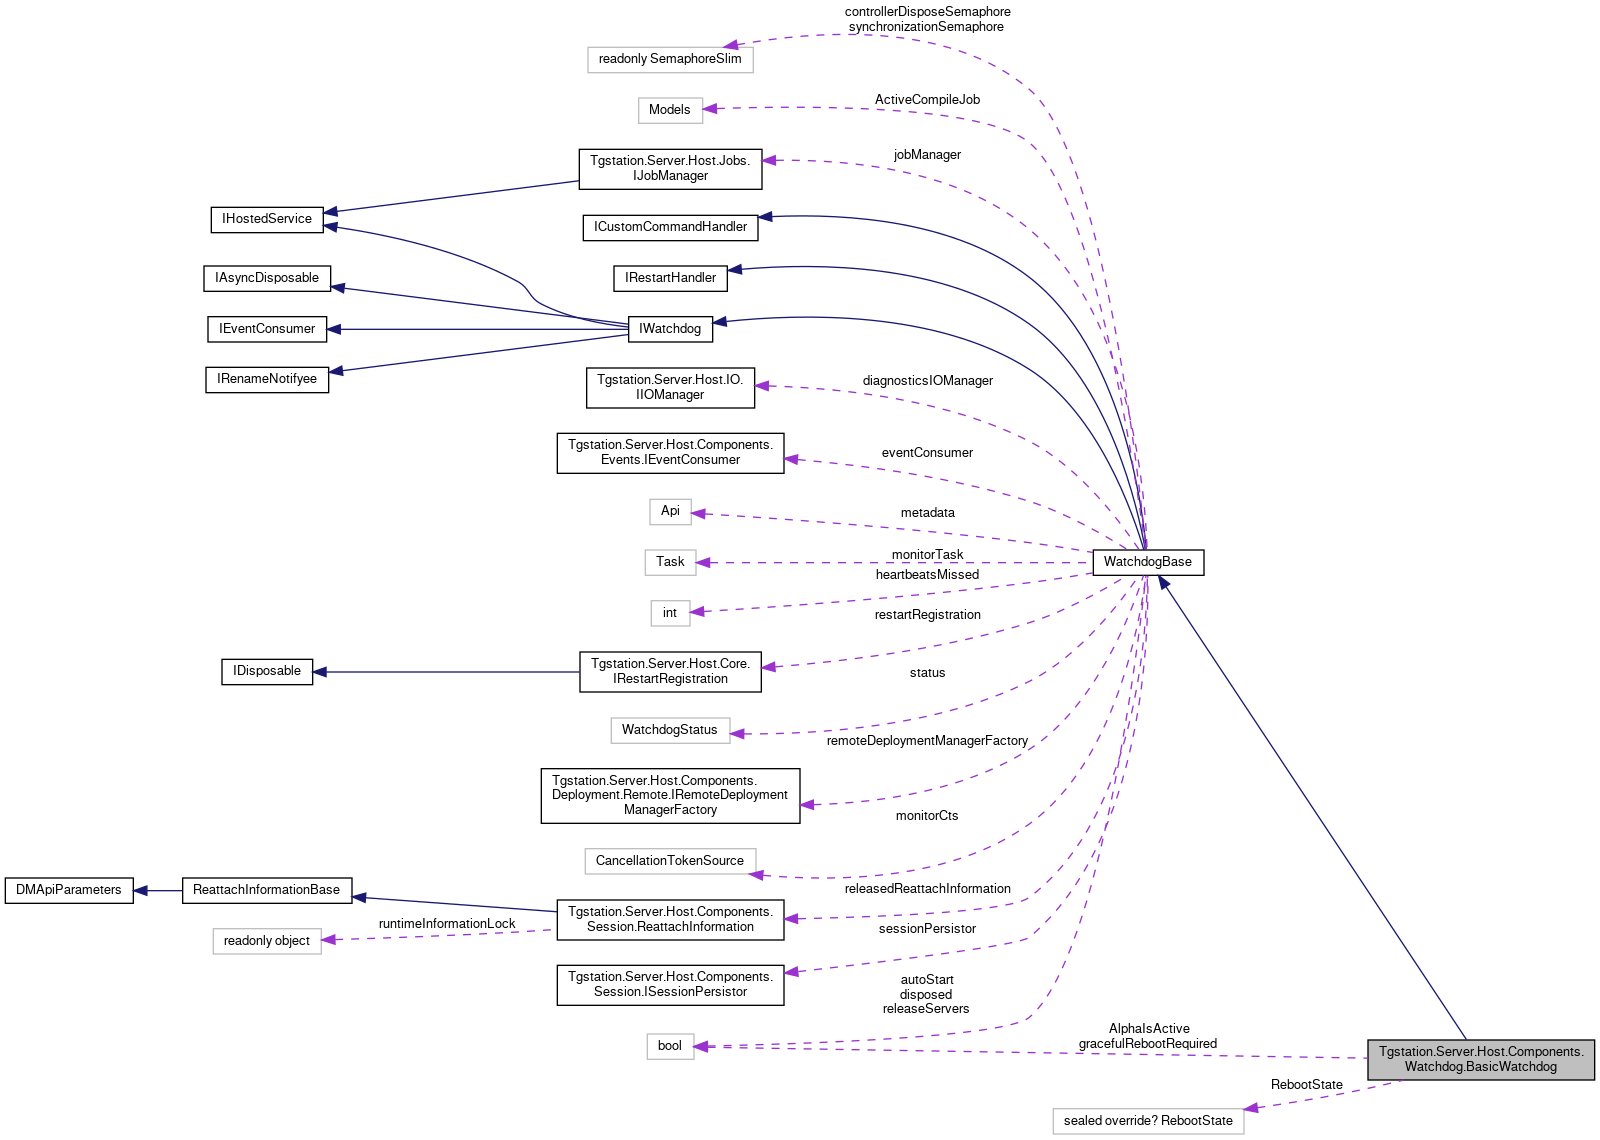 controllerDisposeSemaphore
synchronizationSemaphore
readonly SemaphoreSlim
ActiveCompileJob
Models
jobManager
Tgstation.Server.Host.Jobs.
IJobManager
IHostedService
ICustomCommandHandler
IAsyncDisposable
IRestartHandler
IEventConsumer
IWatchdog
IRenameNotifyee
Tgstation.Server.Host.IO.
IIOManager
diagnosticsIOManager
Tgstation.Server.Host.Components.
Events.IEventConsumer
eventConsumer
Api
metadata
Task
monitorTask
WatchdogBase
heartbeatsMissed
int
restartRegistration
IDisposable
Tgstation.Server.Host.Core.
IRestartRegistration
status
WatchdogStatus
remoteDeploymentManagerFactory
Tgstation.Server.Host.Components.
Deployment.Remote.IRemoteDeployment
ManagerFactory
monitorCts
CancellationTokenSource
DMApiParameters
ReattachInformationBase
releasedReattachInformation
Tgstation.Server.Host.Components.
Session.ReattachInformation
runtimeInformationLock
readonly object
sessionPersistor
Tgstation.Server.Host.Components.
Session.ISessionPersistor
autoStart
disposed
releaseServers
bool
AlphaIsActive
gracefulRebootRequired
Tgstation.Server.Host.Components.
Watchdog.BasicWatchdog
RebootState
sealed override? RebootState